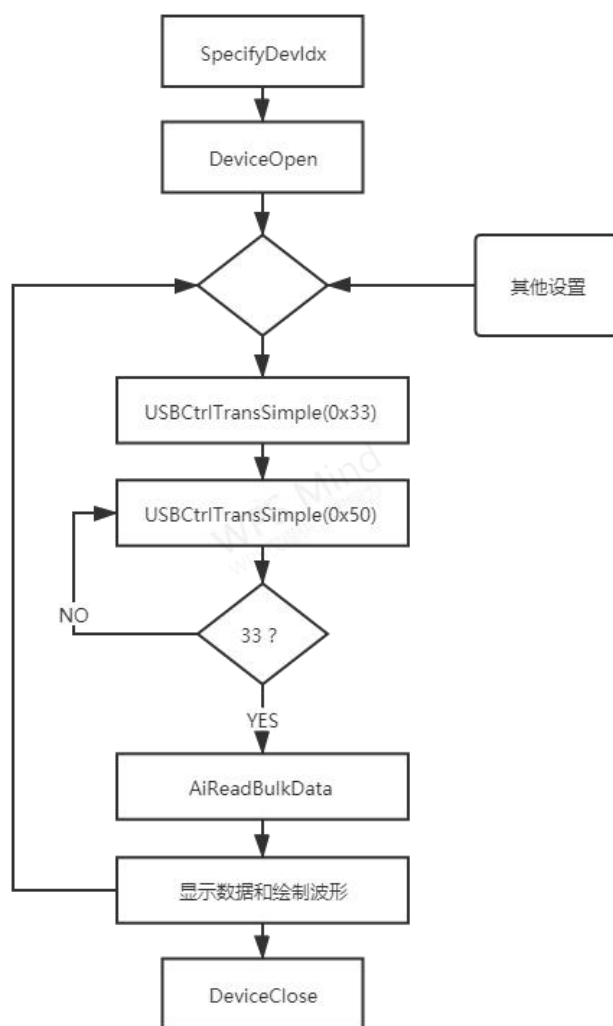 SpecifyDevIdx
DeviceOpen
其他设置
USBCtrlTransSimple(0x33)
USBCtrlTransSimple(0x50)
NO
33 ?
YES
AiReadBulkData
显示数据和绘制波形
DeviceClose